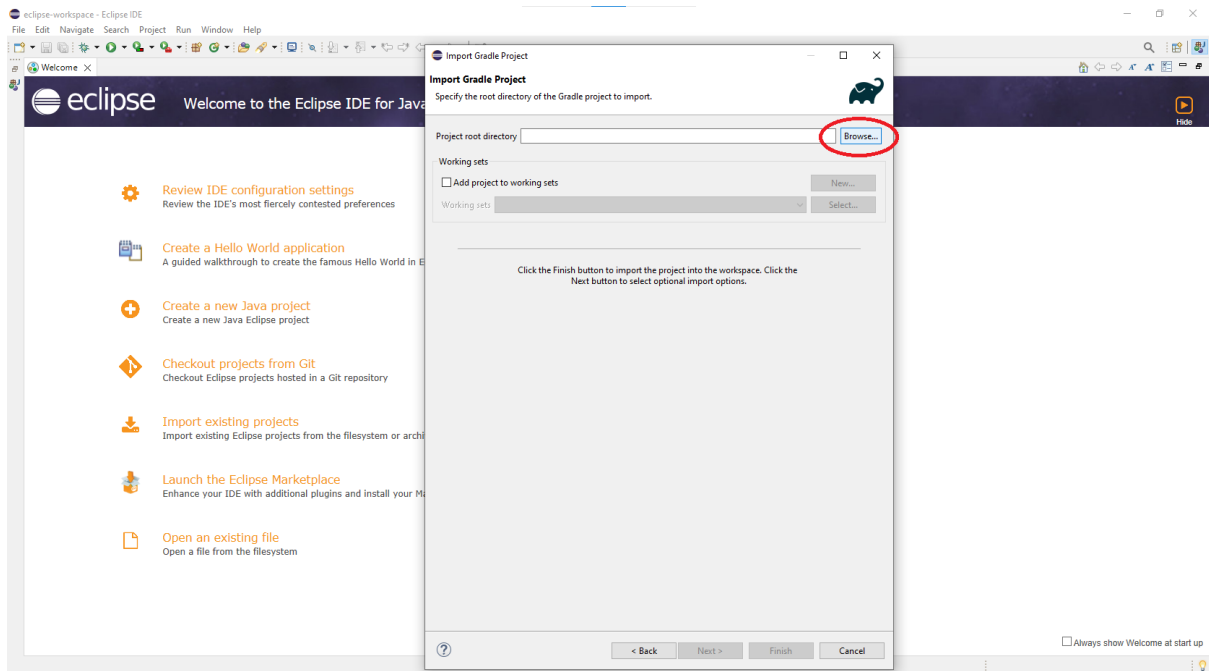 eclipse-workspace - Eclipse IDE
File Edit Navigate Search Project Run Window Help
Welcome
eclipse
Welcome to the Eclipse IDE for Java
Hide
Review IDE configuration settings
Review the IDE's most fiercely contested preferences
Create a Hello World application
A guided walkthrough to create the famous Hello World in E
Create a new Java project
Create a new Java Eclipse project
Checkout projects from Git
Checkout Eclipse projects hosted in a Git repository
Import existing projects
Import existing Eclipse projects from the filesystem or archi
Launch the Eclipse Marketplace
Enhance your IDE with additional plugins and install your Ma
Open an existing file
Open a file from the filesystem
Import Gradle Project
Import Gradle Project
Specify the root directory of the Gradle project to import.
Project root directory Browse...
Working sets
Add project to working sets New...
Working sets Select...
Click the Finish button to import the project into the workspace. Click the
Next button to select optional import options.
< Back Next > Finish Cancel
Always show Welcome at start up